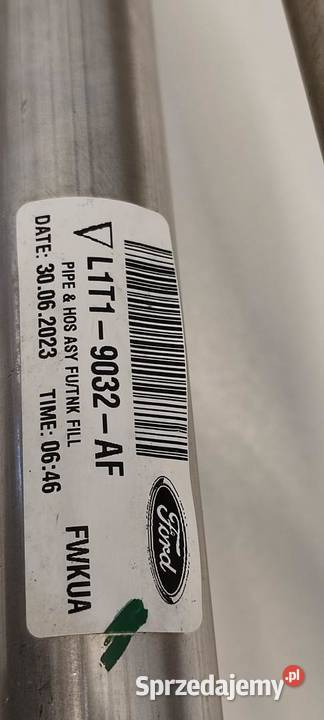 L1T1-9032-AF
PIPE & HOS ASY FU/TNK FILL
DATE: 30.06.2023 TIME: 06:46
FWKUA
Ford
Sprzedajemy.pl